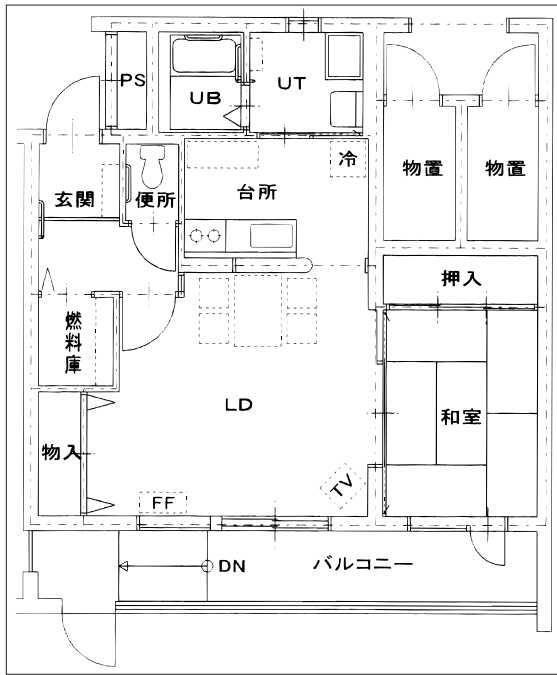 PS
UB
UT
冷
物置
物置
玄関
便所
台所
押入
燃料庫
LD
和室
物入
FF
TV
DN
バルコニー